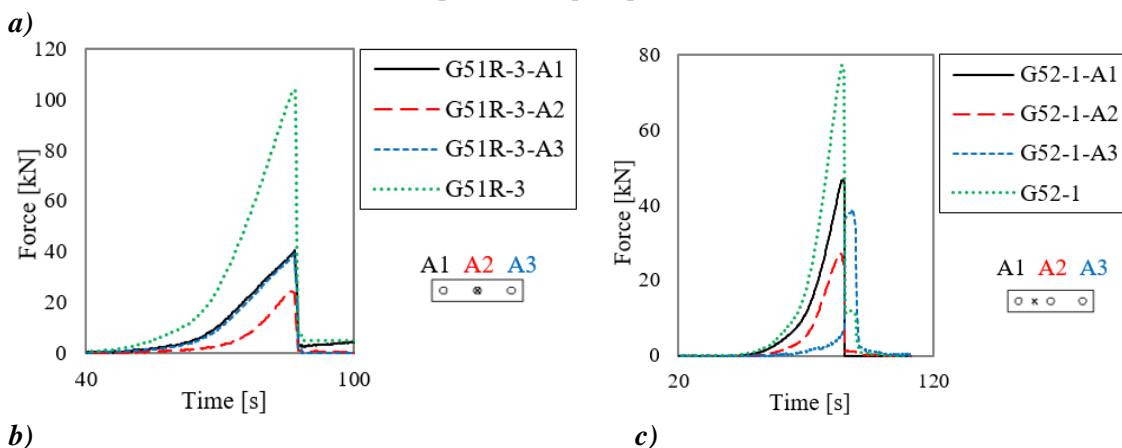 a)
120
100
80
60
40
20
0
Force [kN]
40
100
Time [s]
G51R-3-A1
G51R-3-A2
G51R-3-A3
G51R-3
A1 A2 A3
80
60
40
20
0
Force [kN]
20
120
Time [s]
G52-1-A1
G52-1-A2
G52-1-A3
G52-1
A1 A2 A3
b)
c)